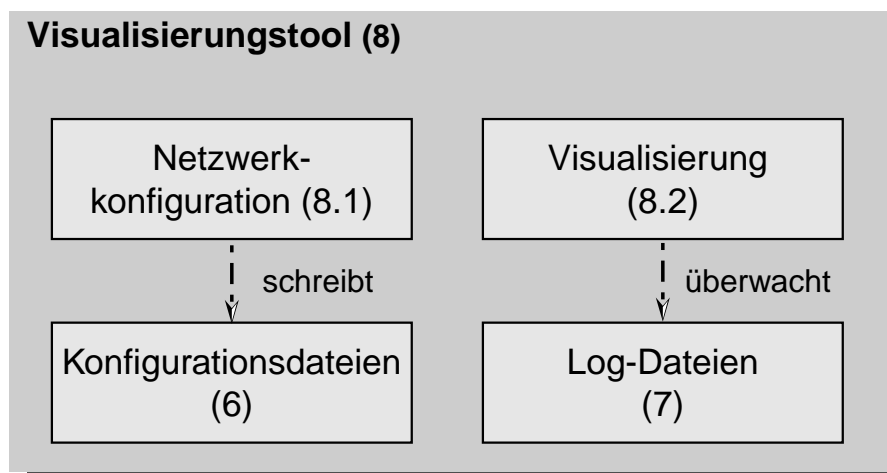 Visualisierungstool (8)
Netzwerk-
konfiguration (8.1)
Visualisierung
(8.2)
schreibt
überwacht
Konfigurationsdateien
(6)
Log-Dateien
(7)